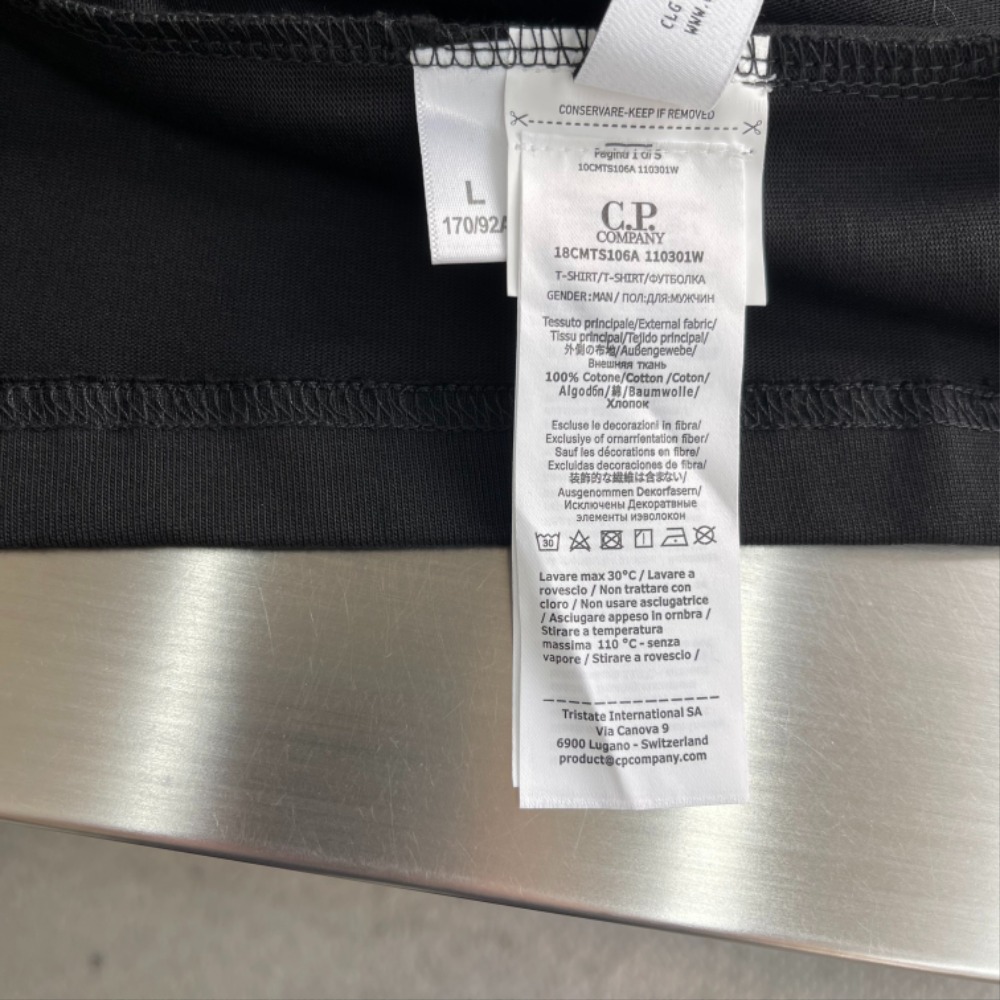 CLG
WWW.
CONSERVARE-KEEP IF REMOVED
L
170/92A
Pagina 1 di 5
10CMTS106A 110301W
C.P.
COMPANY
18CMTS106A 110301W
T-SHIRT/T-SHIRT/ФУТБОЛКА
GENDER:MAN/ ПОЛ:ДЛЯ:МУЖЧИН
Tessuto principale/External fabric/
Tissu principal/Tejido principal/
外側の布地/Außengewebe/
Внешняя ткань
100% Cotone/Cotton /Coton/
Algodón/綿/Baumwolle/
Хлопок
Escluse le decorazioni in fibra/
Exclusiye of ornarrientation fiber/
Sauf les décorations en fibre/
Excluidas decoraciones de fibra/
装飾的な繊維は含まない/
Ausgenommen Dekorfasern/
Исключены Декоратвные
элементы изволокон
30
Lavare max 30°C / Lavare a
rovescio / Non trattare con
cloro / Non usare asciugatrice
/ Asciugare appeso in ornbra /
Stirare a temperatura
massima 110 °C - senza
vapore / Stirare a rovescio /
Tristate International SA
Via Canova 9
6900 Lugano - Switzerland
product@cpcompany.com